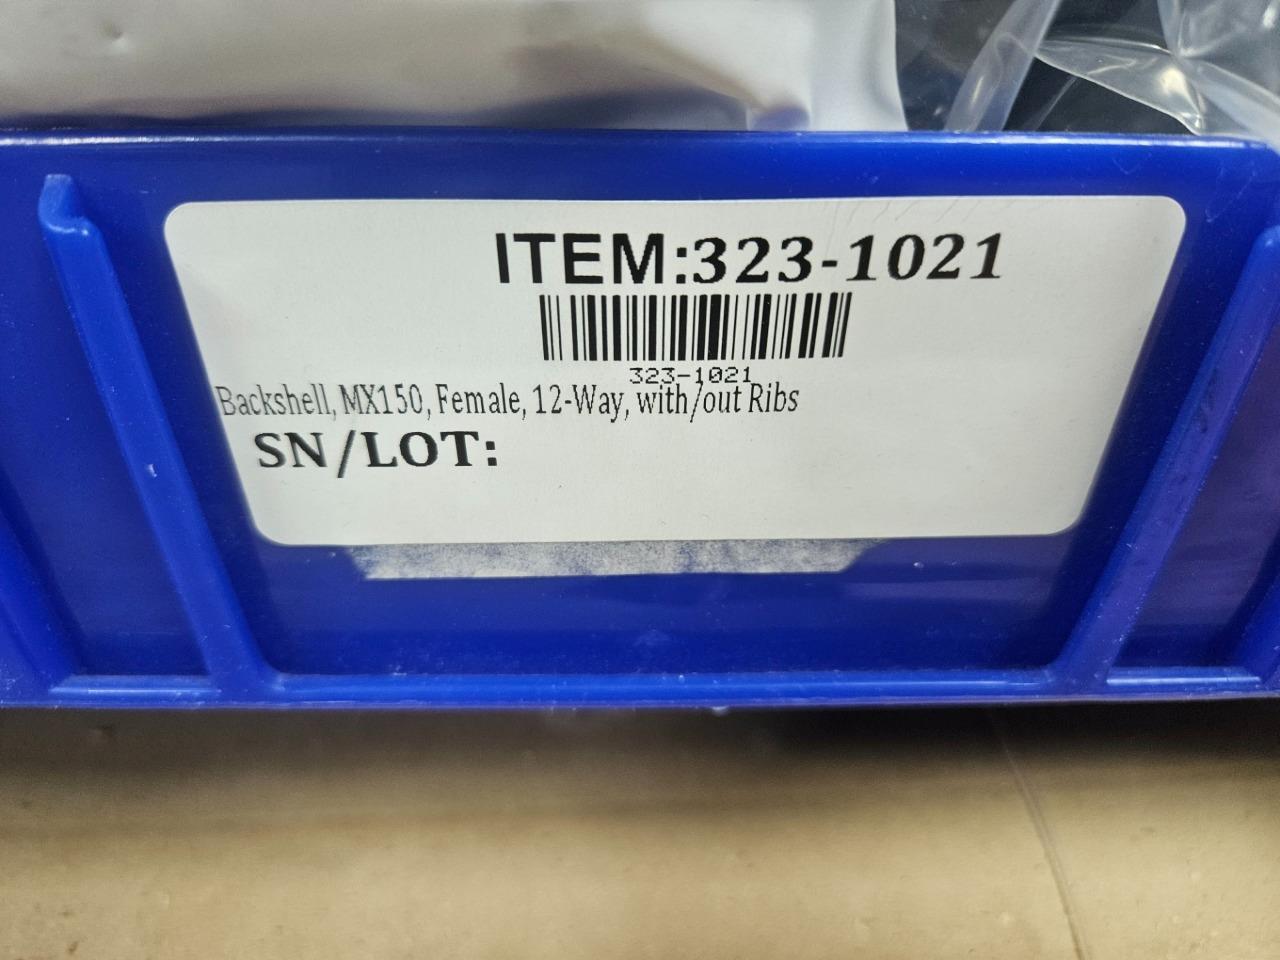 ITEM:323-1021
323-1021
Backshell, MX150, Female, 12-Way, with/out Ribs
SN/LOT: